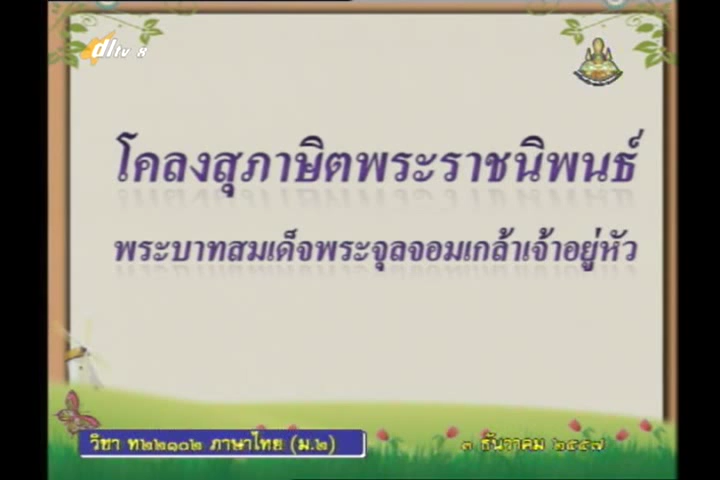 dltv 8
โคลงสุภาษิตพระราชนิพนธ์
พระบาทสมเด็จพระจุลจอมเกล้าเจ้าอยู่หัว
วิชา ท๒๒๑๐๒ ภาษาไทย (ม.๒)
๓ ธันวาคม ๒๕๕๗